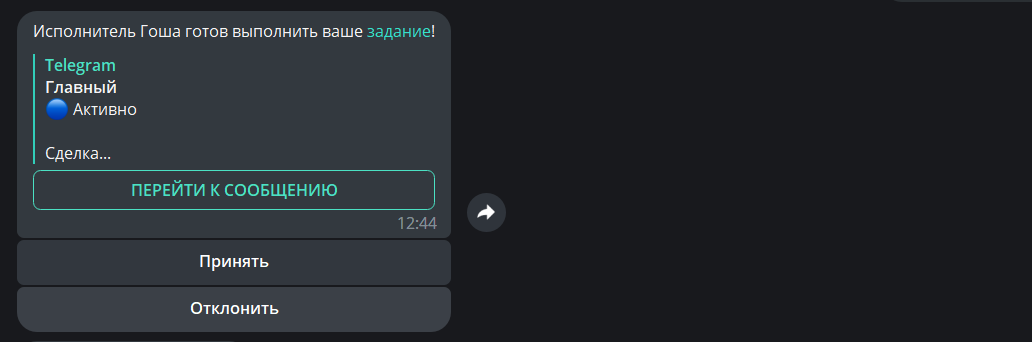 Исполнитель Гоша готов выполнить ваше задание!
Telegram
Главный
Активно
Сделка...
ПЕРЕЙТИ К СООБЩЕНИЮ
12:44
Принять
Отклонить